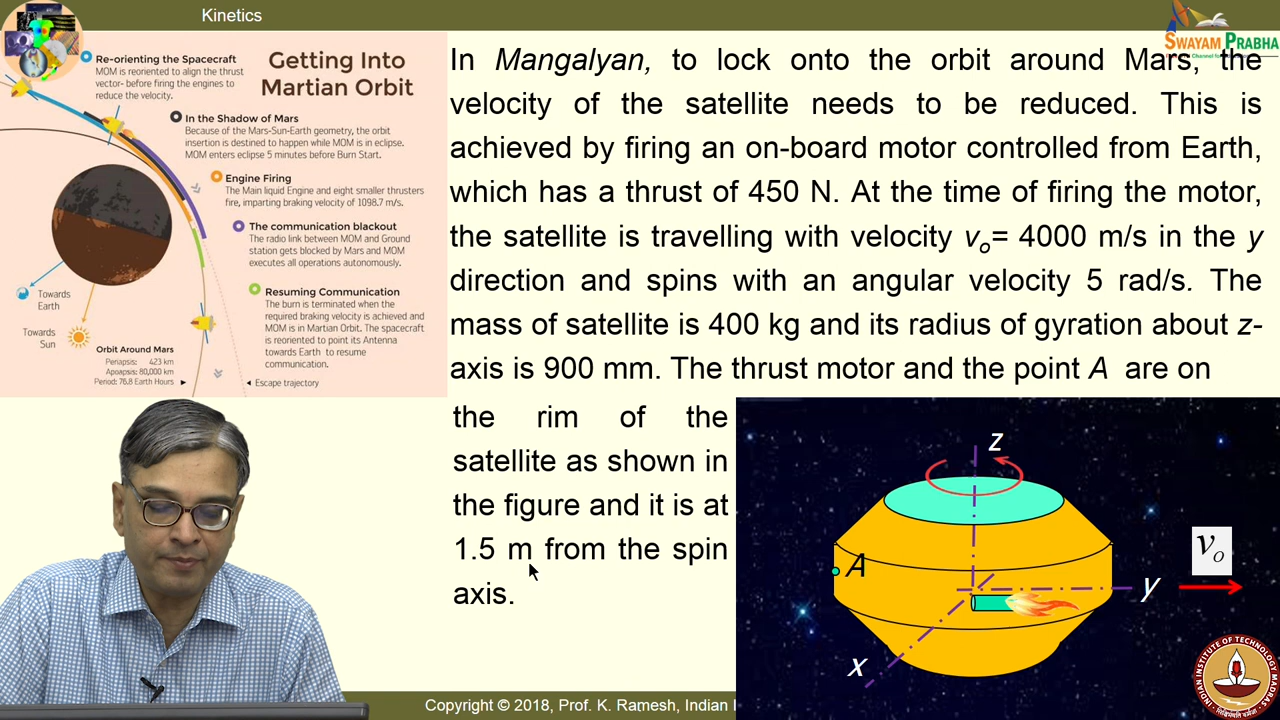 Kinetics
SWAYAM PRABHA
Re-orienting the Spacecraft
MOM is reoriented to align the thrust
vector- before firing the engines to
reduce the velocity.
Getting Into
Martian Orbit
In the Shadow of Mars
Because of the Mars-Sun-Earth geometry, the orbit
insertion is destined to happen while MOM is in eclipse.
MOM enters eclipse 5 minutes before Burn Start.
Engine Firing
The Main liquid Engine and eight smaller thrusters
fire, imparting braking velocity of 1098.7 m/s.
The communication blackout
The radio link between MOM and Ground
station gets blocked by Mars and MOM
executes all operations autonomously.
Resuming Communication
The burn is terminated when the
required braking velocity is achieved and
MOM is in Martian Orbit. The spacecraft
is reoriented to point its Antenna
towards Earth to resume
communication.
Towards
Earth
Towards
Sun
Orbit Around Mars
Periapsis: 423 km
Apoapsis: 80,000 km
Period: 76.8 Earth Hours
Escape trajectory
In Mangalyan, to lock onto the orbit around Mars, the
velocity of the satellite needs to be reduced. This is
achieved by firing an on-board motor controlled from Earth,
which has a thrust of 450 N. At the time of firing the motor,
the satellite is travelling with velocity vo= 4000 m/s in the y
direction and spins with an angular velocity 5 rad/s. The
mass of satellite is 400 kg and its radius of gyration about z-
axis is 900 mm. The thrust motor and the point A are on
the rim of the
satellite as shown in
the figure and it is at
1.5 m from the spin
axis.
z
A
vo
y
x
Copyright © 2018, Prof. K. Ramesh, Indian
INDIAN INSTITUTE OF TECHNOLOGY MADRAS